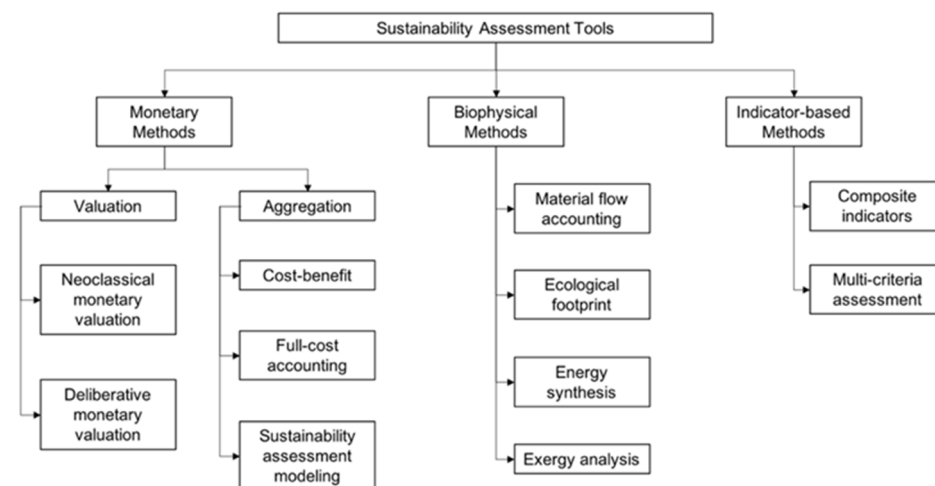 Sustainability Assessment Tools
Monetary
Methods
Biophysical
Methods
Indicator-based
Methods
Valuation
Neoclassical
monetary
valuation
Deliberative
monetary
valuation
Aggregation
Cost-benefit
Full-cost
accounting
Sustainability
assessment
modeling
Material flow
accounting
Ecological
footprint
Energy
synthesis
Exergy analysis
Composite
indicators
Multi-criteria
assessment